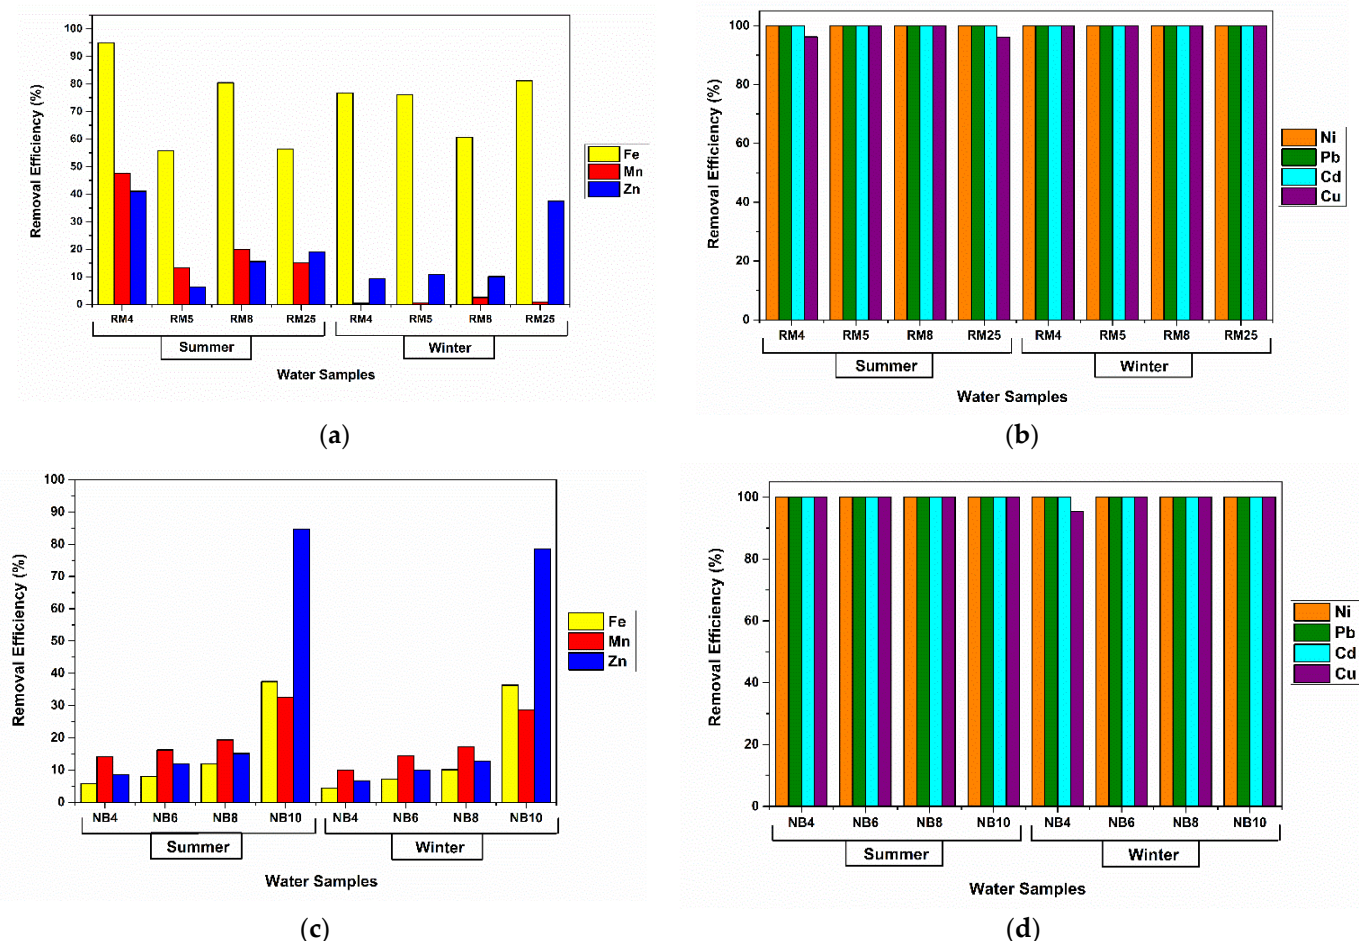 100
90
80
70
60
50
40
30
20
10
0
Removal Efficiency (%)
Fe
Mn
Zn
RM4 RM5 RM8 RM25 RM4 RM5 RM8 RM25
Summer Winter
Water Samples
(a)
100
80
60
40
20
0
Removal Efficiency (%)
Ni
Pb
Cd
Cu
RM4 RM5 RM8 RM25 RM4 RM5 RM8 RM25
Summer Winter
Water Samples
(b)
100
90
80
70
60
50
40
30
20
10
0
Removal Efficiency (%)
Fe
Mn
Zn
NB4 NB6 NB8 NB10 NB4 NB6 NB8 NB10
Summer Winter
Water Samples
(c)
100
80
60
40
20
0
Removal Efficiency (%)
Ni
Pb
Cd
Cu
NB4 NB6 NB8 NB10 NB4 NB6 NB8 NB10
Summer Winter
Water Samples
(d)